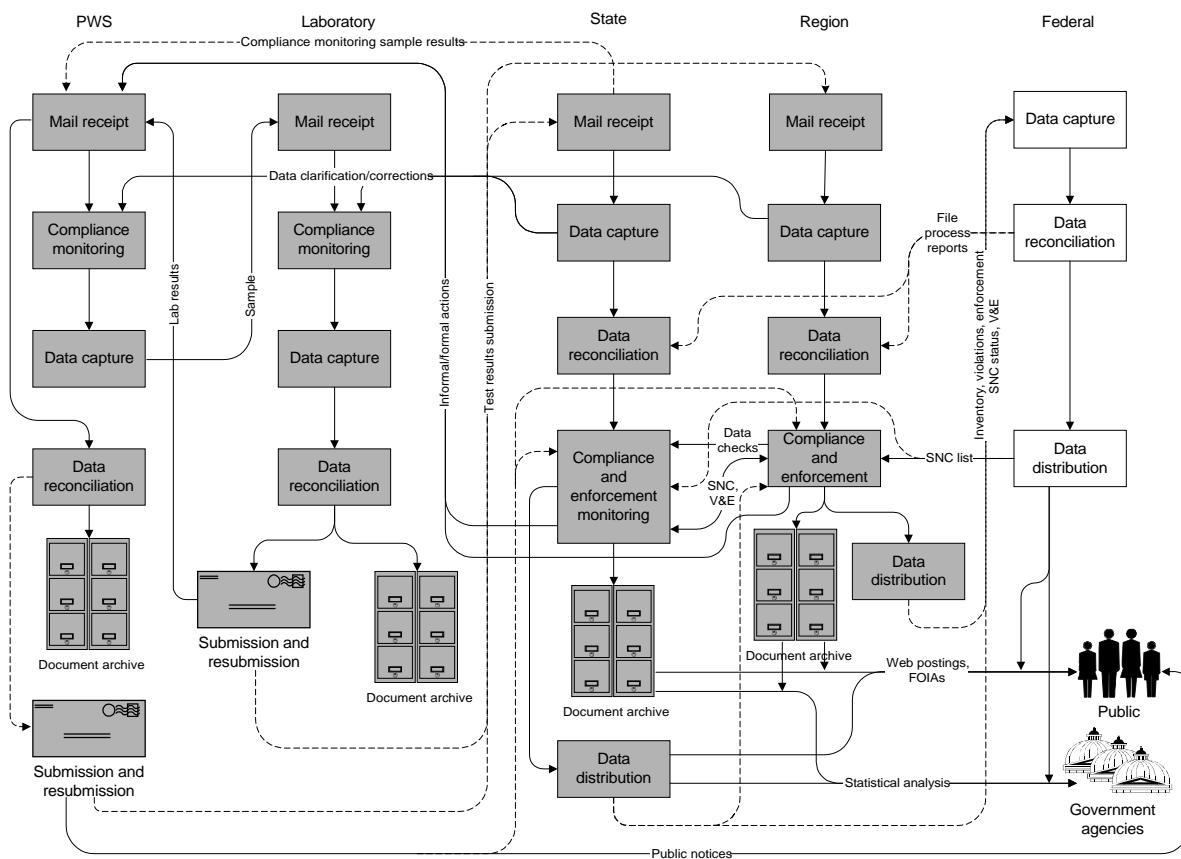 PWS
Laboratory
State
Region
Federal
Compliance monitoring sample results
Mail receipt
Mail receipt
Mail receipt
Mail receipt
Data capture
Data clarification/corrections
Compliance
monitoring
Compliance
monitoring
Data capture
Data capture
File
process
reports
Data
reconciliation
Lab results
Sample
Informal/formal actions
Test results submission
Inventory, violations, enforcement
SNC status, V&E
Data capture
Data capture
Data
reconciliation
Data
reconciliation
Data
reconciliation
Data
reconciliation
Compliance
and
enforcement
monitoring
Data
checks
SNC,
V&E
Compliance
and
enforcement
SNC list
Data
distribution
Data
distribution
Document archive
Submission and
resubmission
Document archive
Document archive
Document archive
Web postings,
FOIAs
Public
Submission and
resubmission
Data
distribution
Statistical analysis
Government
agencies
Public notices